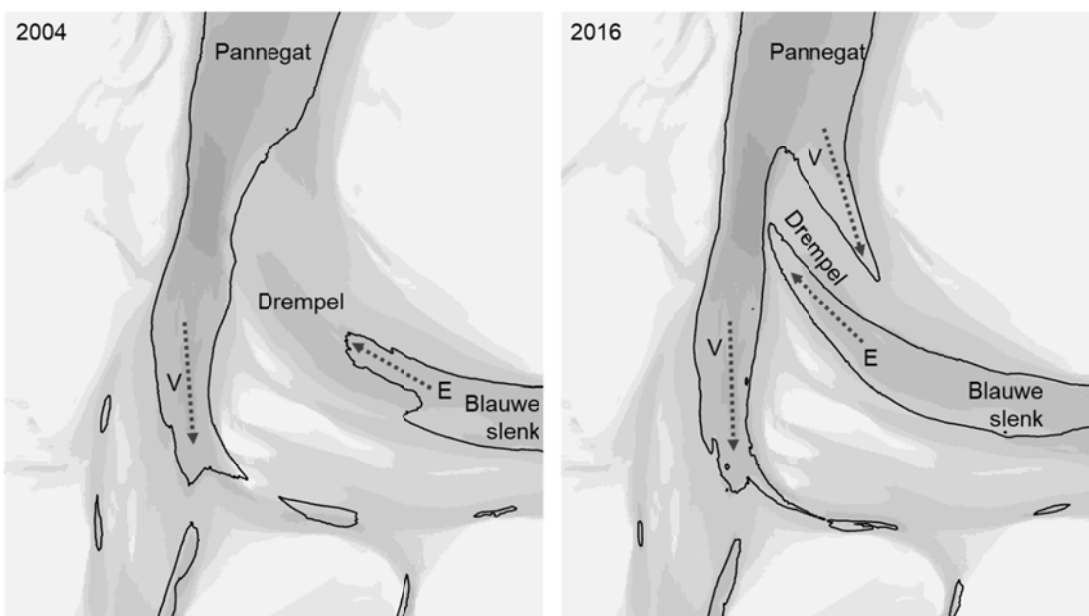 2004
Pannegat
Drempel
V
E
Blauwe
slenk
2016
Pannegat
V
Drempel
V
E
Blauwe
slenk